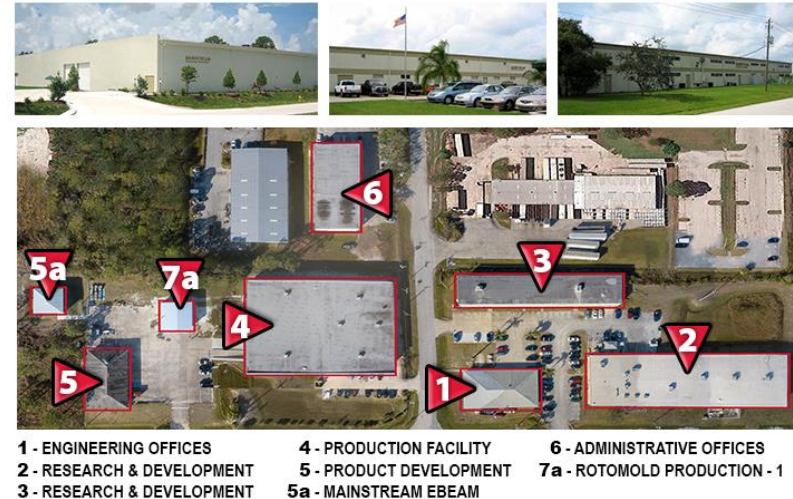 MAINSTREAM
6
5a
7a
3
4
2
5
1
1 - ENGINEERING OFFICES
2 - RESEARCH & DEVELOPMENT
3 - RESEARCH & DEVELOPMENT
4 - PRODUCTION FACILITY
5 - PRODUCT DEVELOPMENT
5a - MAINSTREAM EBEAM
6 - ADMINISTRATIVE OFFICES
7a - ROTOMOLD PRODUCTION - 1